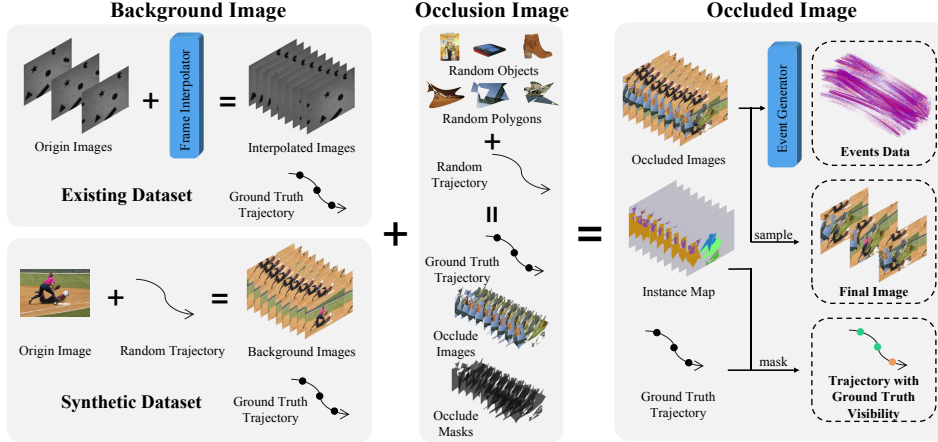 Background Image
Occlusion Image
Occluded Image
Frame Interpolator
Origin Images
Interpolated Images
Existing Dataset
Ground Truth
Trajectory
Origin Image
Random Trajectory
Background Images
Synthetic Dataset
Ground Truth
Trajectory
Random Objects
Random Polygons
Random
Trajectory
Ground Truth
Trajectory
Occlude
Images
Occlude
Masks
Occluded Images
Event Generator
Events Data
Instance Map
sample
Final Image
Ground Truth
Trajectory
mask
Trajectory with
Ground Truth
Visibility